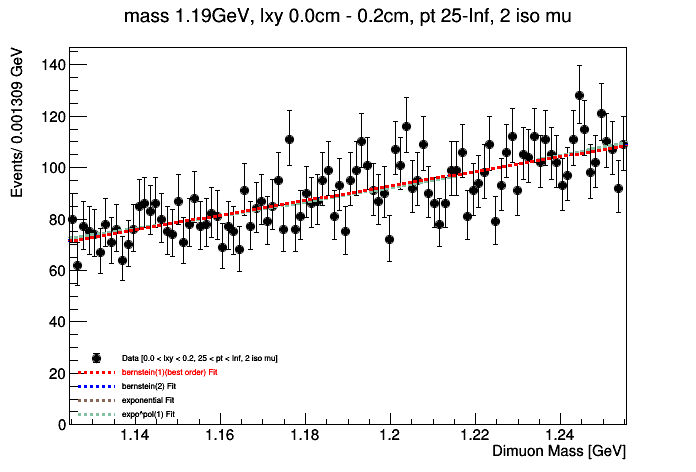 mass 1.19GeV, lxy 0.0cm - 0.2cm, pt 25-Inf, 2 iso mu
Events/ 0.001309 GeV
140
120
100
80
60
40
20
0
Data [0.0 < lxy < 0.2, 25 < pt < Inf, 2 iso mu]
bernstein(1)(best order) Fit
bernstein(2) Fit
exponential Fit
expo*pol(1) Fit
1.14
1.16
1.18
1.2
1.22
1.24
Dimuon Mass [GeV]